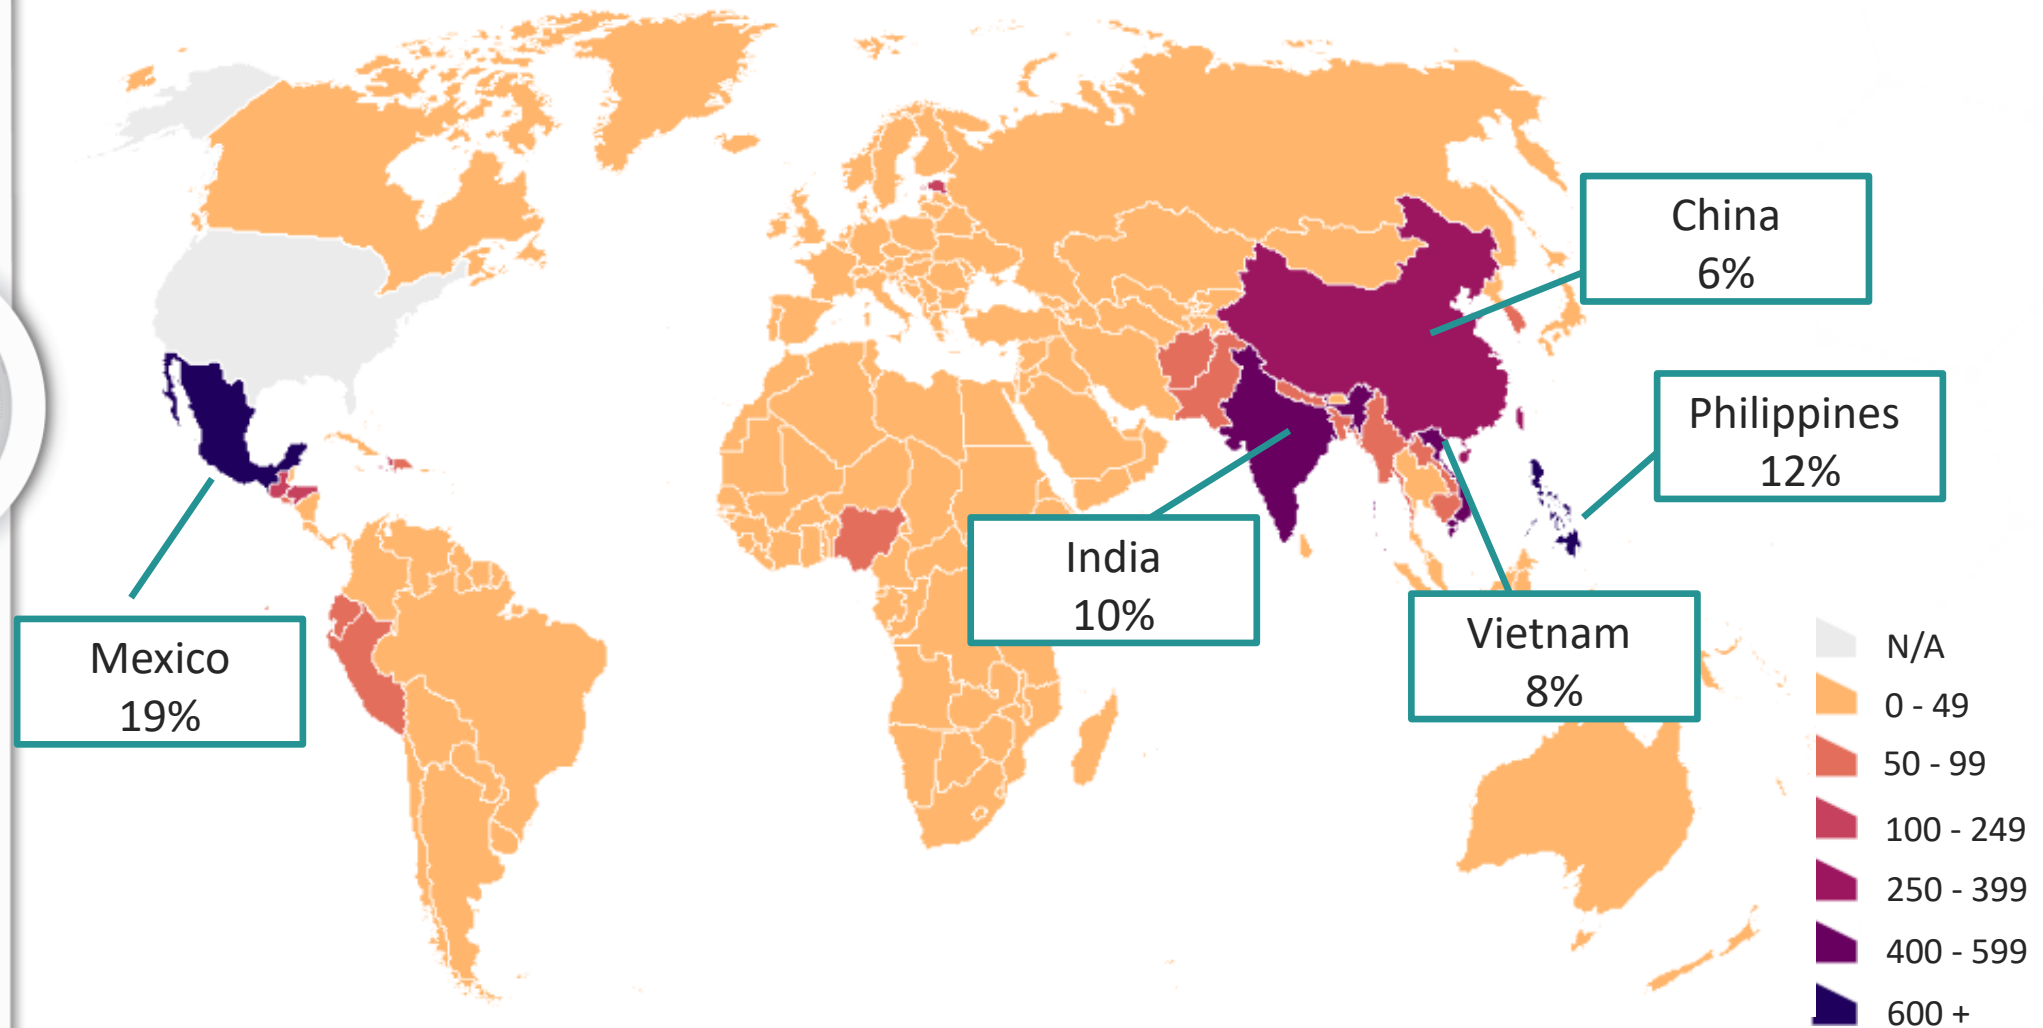 China
6%
Philippines
12%
India
10%
Vietnam
8%
Mexico
19%
N/A
0 - 49
50 - 99
100 - 249
250 - 399
400 - 599
600 +